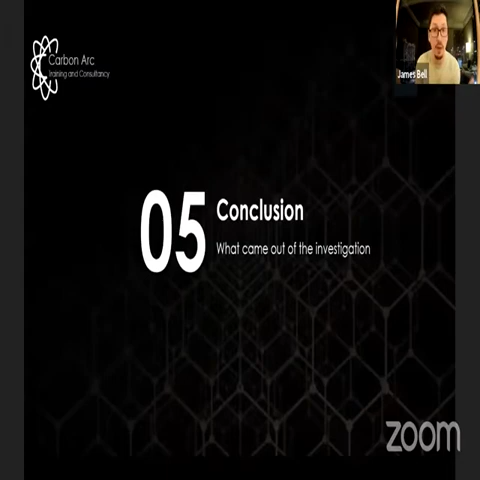 Carbon Arc
Training and Consultancy
James Bell
05
Conclusion
What came out of the investigation
zoom